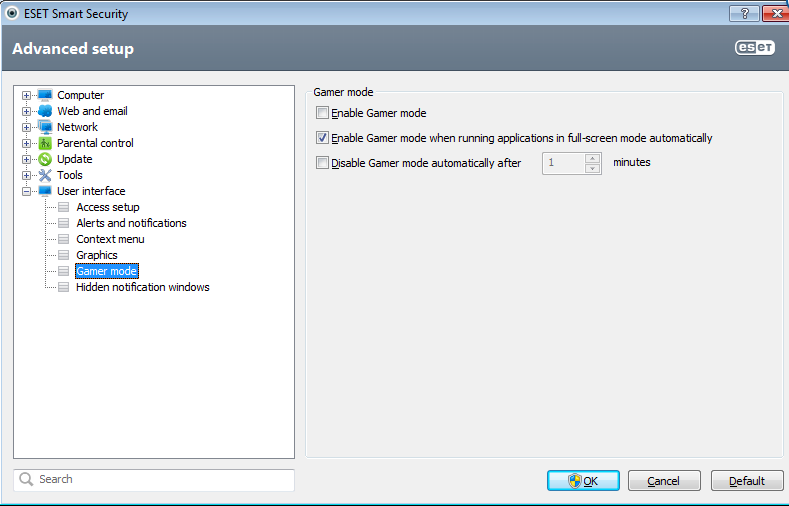 ESET Smart Security
?
Advanced setup
eset
Computer
Web and email
Network
Parental control
Update
Tools
User interface
Access setup
Alerts and notifications
Context menu
Graphics
Gamer mode
Hidden notification windows
Gamer mode
Enable Gamer mode
Enable Gamer mode when running applications in full-screen mode automatically
Disable Gamer mode automatically after 1 minutes
Search
OK Cancel Default